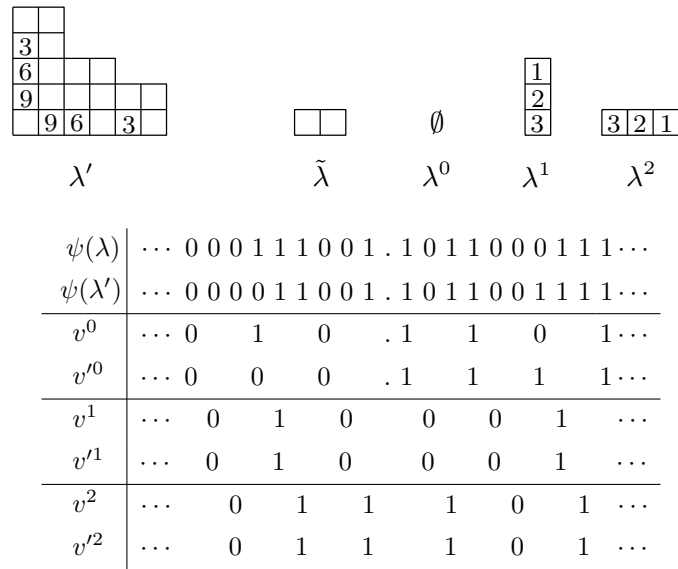 3
6 1
9 2
9 6 3 ∅ 3 3 2 1
λ′ λ̃ λ⁰ λ¹ λ²
ψ(λ) ··· 0 0 0 1 1 1 0 0 1 . 1 0 1 1 0 0 0 1 1 1 ···
ψ(λ′) ··· 0 0 0 0 1 1 0 0 1 . 1 0 1 1 0 0 1 1 1 1 ···
v⁰ ··· 0 1 0 . 1 1 0 1 ···
v′⁰ ··· 0 0 0 . 1 1 1 1 ···
v¹ ··· 0 1 0 0 0 1 ···
v′¹ ··· 0 1 0 0 0 1 ···
v² ··· 0 1 1 1 0 1 ···
v′² ··· 0 1 1 1 0 1 ···